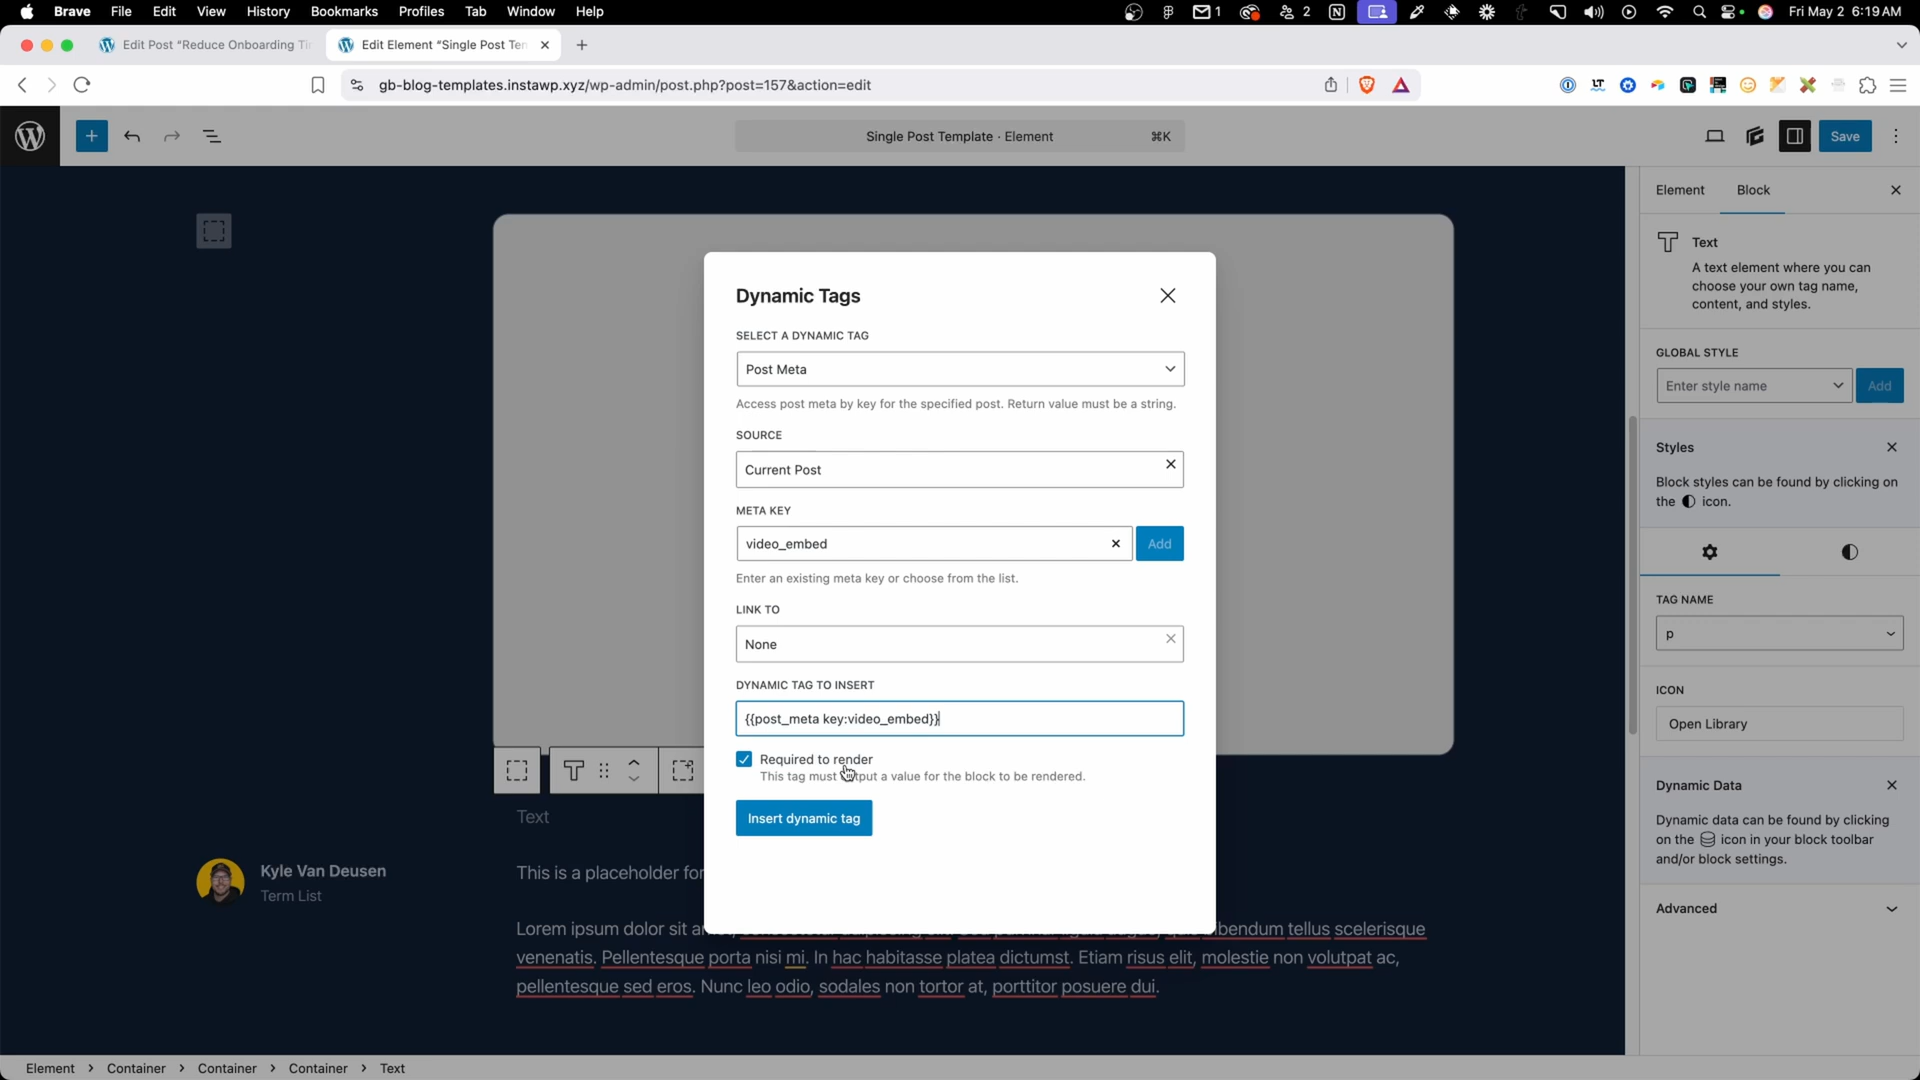 Brave File Edit View History Bookmarks Profiles Tab Window Help 1 2 Fri May 2 6:19 AM
Edit Post “Reduce Onboarding Ti
Edit Element “Single Post Ten
gb-blog-templates.instawp.xyz/wp-admin/post.php?post=157&action=edit
Single Post Template · Element ⌘K
Save
Element Block
Text
A text element where you can
choose your own tag name,
content, and styles.
GLOBAL STYLE
Enter style name Add
Styles
Block styles can be found by clicking on
the icon.
TAG NAME
p
ICON
Open Library
Dynamic Data
Dynamic data can be found by clicking
on the icon in your block toolbar
and/or block settings.
Advanced
Dynamic Tags
SELECT A DYNAMIC TAG
Post Meta
Access post meta by key for the specified post. Return value must be a string.
SOURCE
Current Post
META KEY
video_embed Add
Enter an existing meta key or choose from the list.
LINK TO
None
DYNAMIC TAG TO INSERT
{{post_meta key:video_embed}}
Required to render
This tag must output a value for the block to be rendered.
Insert dynamic tag
Text
Kyle Van Deusen
Term List
This is a placeholder for
Lorem ipsum dolor sit bibendum tellus scelerisque
venenatis. Pellentesque porta nisi mi. In hac habitasse platea dictumst. Etiam risus elit, molestie non volutpat ac,
pellentesque sed eros. Nunc leo odio, sodales non tortor at, porttitor posuere dui.
Element > Container > Container > Container > Text